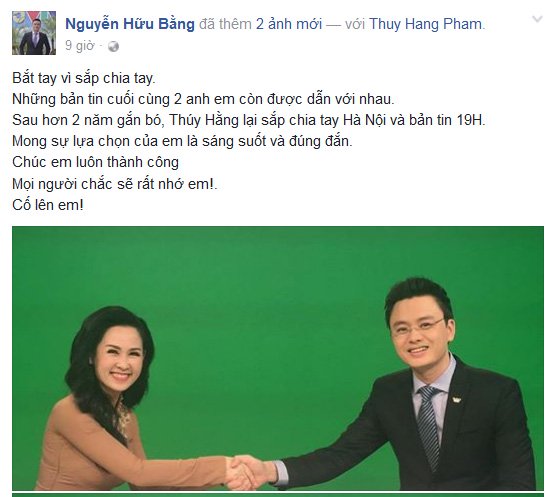 Nguyễn Hữu Bằng đã thêm 2 ảnh mới — với Thuy Hang Pham.
9 giờ ·
Bắt tay vì sắp chia tay.
Những bản tin cuối cùng 2 anh em còn được dẫn với nhau.
Sau hơn 2 năm gắn bó, Thúy Hằng lại sắp chia tay Hà Nội và bản tin 19H.
Mong sự lựa chọn của em là sáng suốt và đúng đắn.
Chúc em luôn thành công
Mọi người chắc sẽ rất nhớ em!.
Cố lên em!